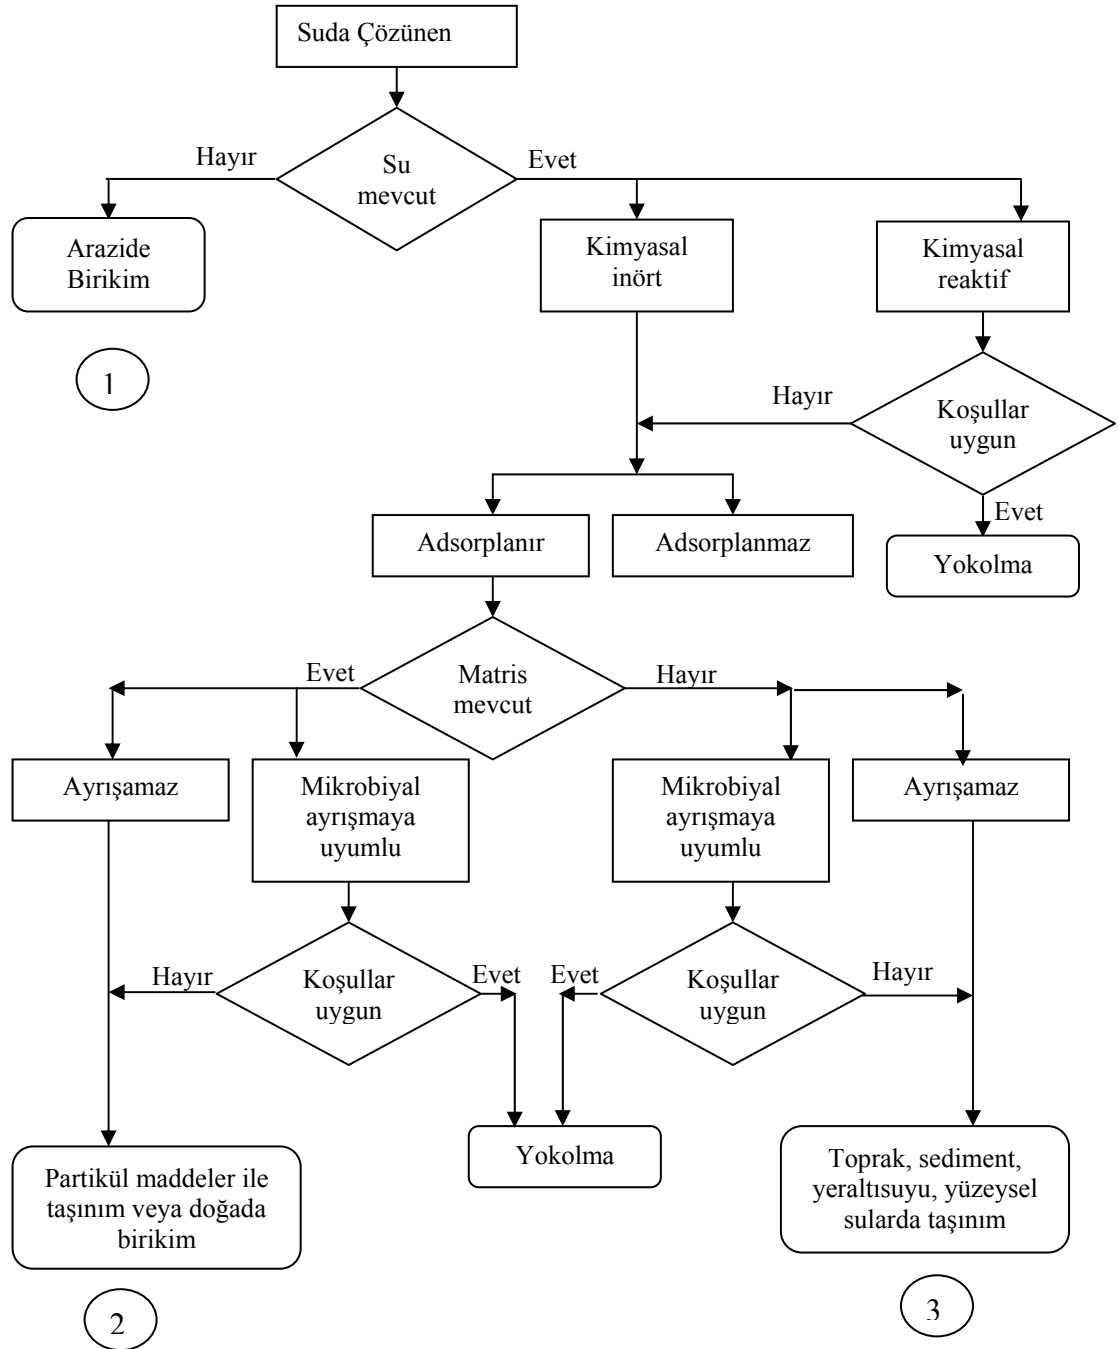 Suda Çözünen
Hayır
Evet
Su
mevcut
Arazide
Birikim
Kimyasal
inört
Kimyasal
reaktif
1
Hayır
Koşullar
uygun
Evet
Adsorplanır
Adsorplanmaz
Yokolma
Evet
Matris
mevcut
Hayır
Ayrışamaz
Mikrobiyal
ayrışmaya
uyumlu
Mikrobiyal
ayrışmaya
uyumlu
Ayrışamaz
Hayır
Koşullar
uygun
Evet
Evet
Koşullar
uygun
Hayır
Partikül maddeler ile
taşınım veya doğada
birikim
Yokolma
Toprak, sediment,
yeraltısuyu, yüzeysel
sularda taşınım
2
3